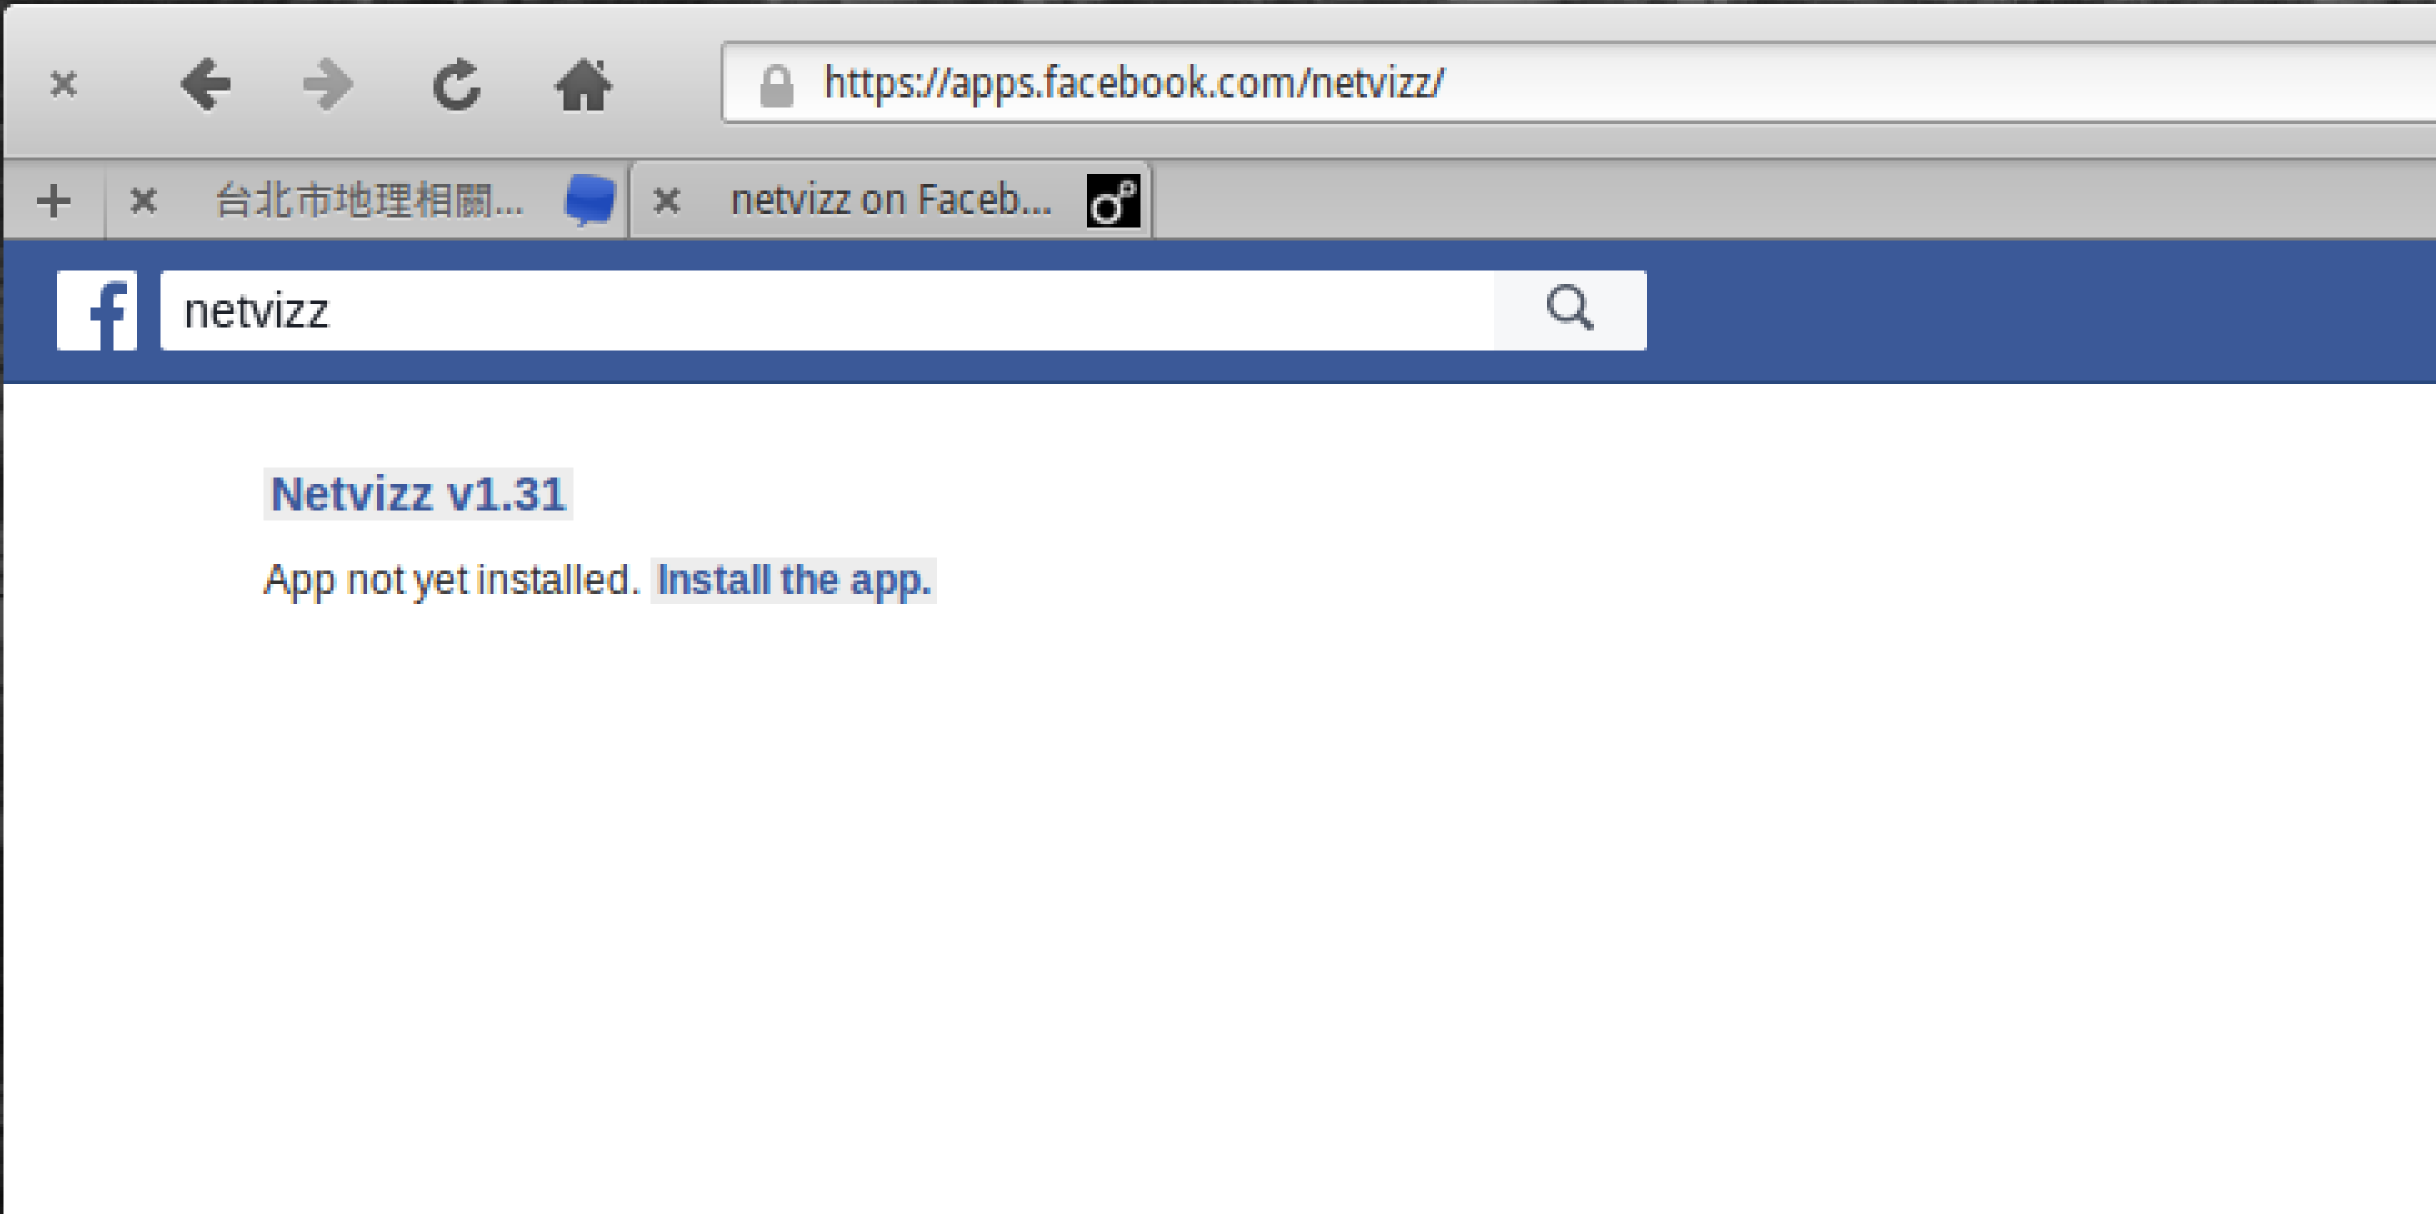 https://apps.facebook.com/netvizz/
台北市地理相關...
netvizz on Faceb...
netvizz
Netvizz v1.31
App not yet installed. Install the app.